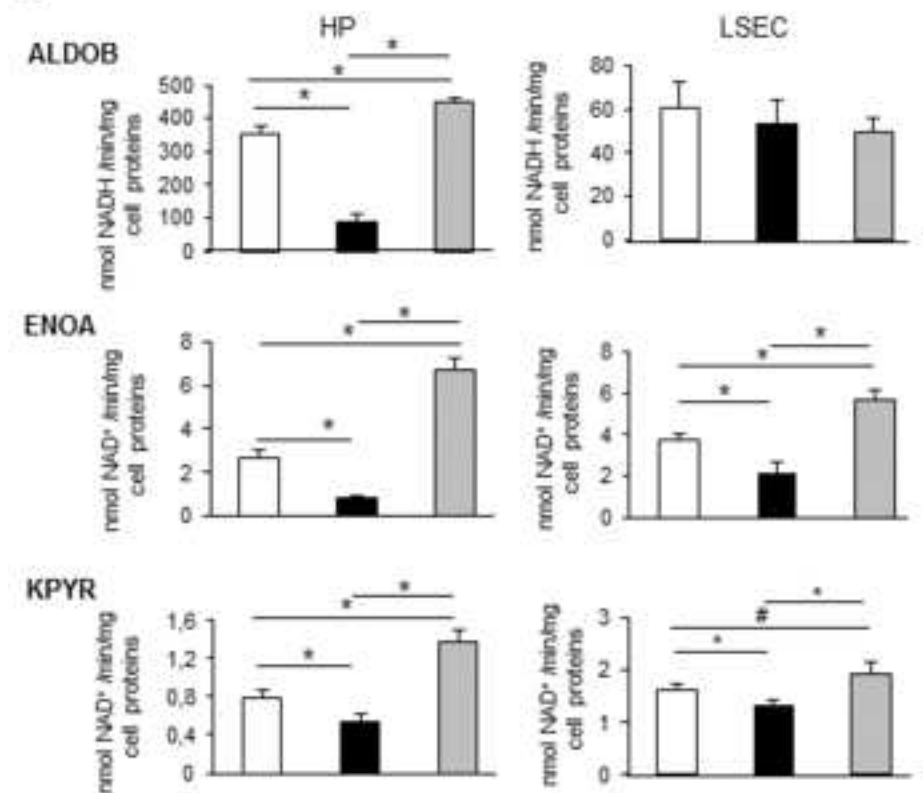 HP
LSEC
ALDOB
nmol NADH /min/mg
cell proteins
500
400
300
200
100
0
*
*
*
nmol NADH /min/mg
cell proteins
80
60
40
20
0
ENOA
nmol NAD⁺ /min/mg
cell proteins
8
6
4
2
0
*
*
*
nmol NAD⁺ /min/mg
cell proteins
8
6
4
2
0
*
*
*
KPYR
nmol NAD⁺ /min/mg
cell proteins
1,6
1,2
0,8
0,4
0
*
*
*
nmol NAD⁺ /min/mg
cell proteins
3
2
1
0
*
#
*